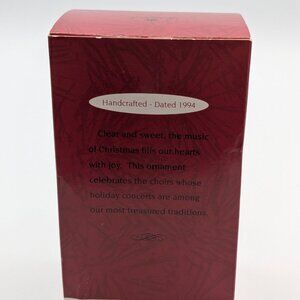 Handcrafted - Dated 1994
Clear and sweet, the music
of Christmas fills our hearts
with joy. This ornament
celebrates the choirs whose
holiday concerts are among
our most treasured traditions.